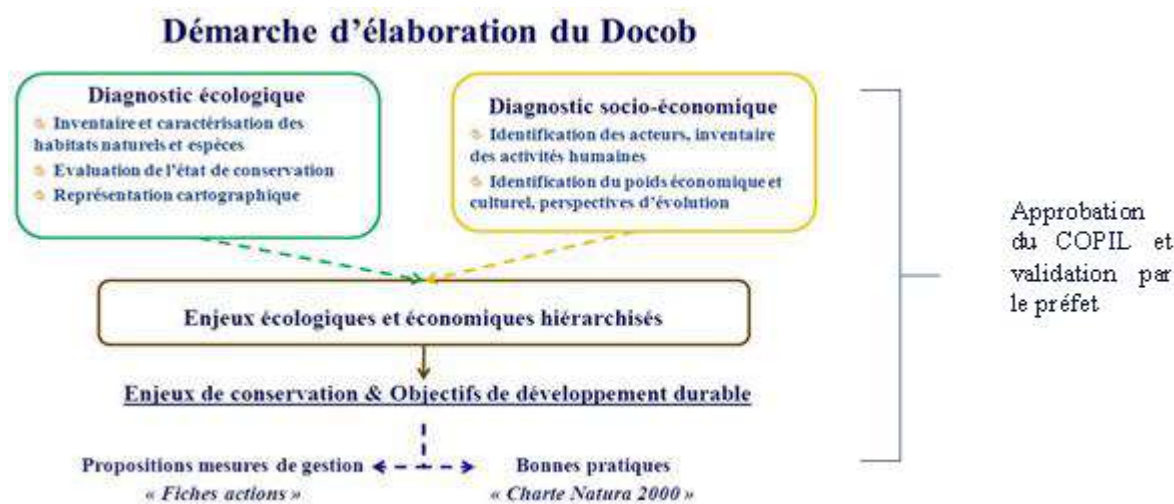 Démarche d'élaboration du Docob
Diagnostic écologique
Inventaire et caractérisation des
habitats naturels et espèces
Evaluation de l'état de conservation
Représentation cartographique
Diagnostic socio-économique
Identification des acteurs, inventaire
des activités humaines
Identification du poids économique et
culturel, perspectives d'évolution
Enjeux écologiques et économiques hiérarchisés
Enjeux de conservation & Objectifs de développement durable
Propositions mesures de gestion
« Fiches actions »
Bonnes pratiques
« Charte Natura 2000 »
Approbation
du COPIL et
validation par
le préfet